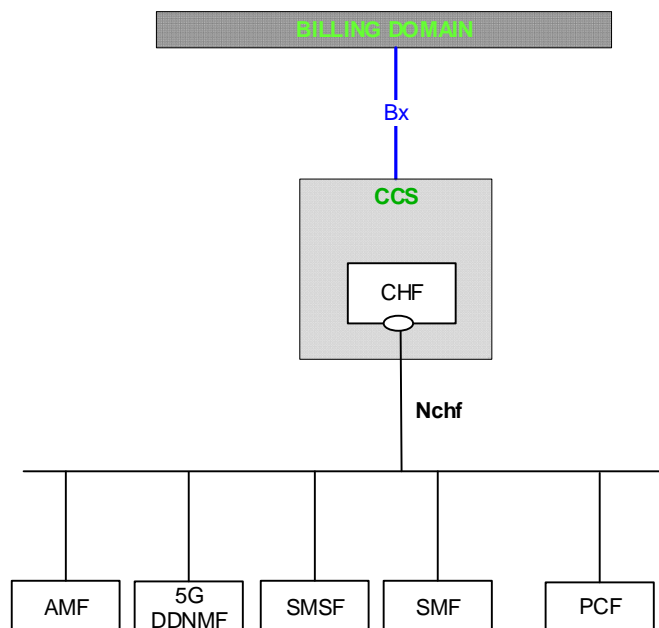 BILLING DOMAIN
Bx
CCS
CHF
Nchf
AMF
5G
DDNMF
SMSF
SMF
PCF